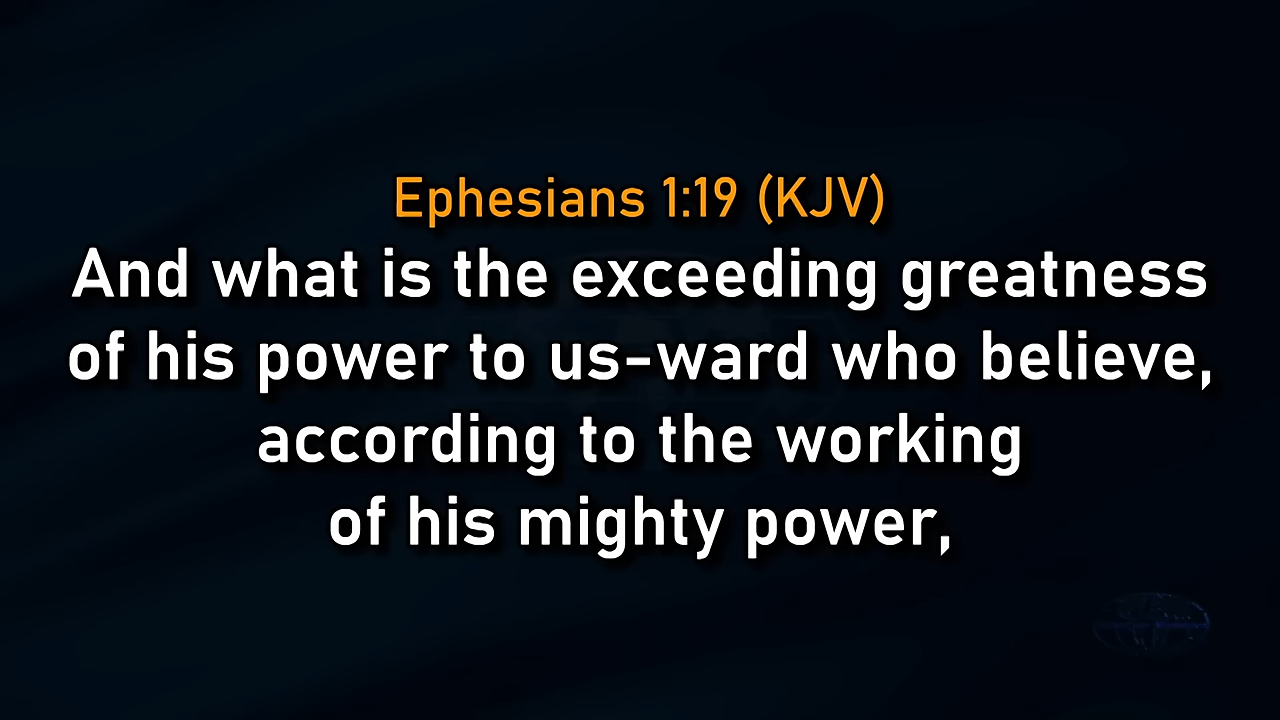 Ephesians 1:19 (KJV)
And what is the exceeding greatness
of his power to us-ward who believe,
according to the working
of his mighty power,